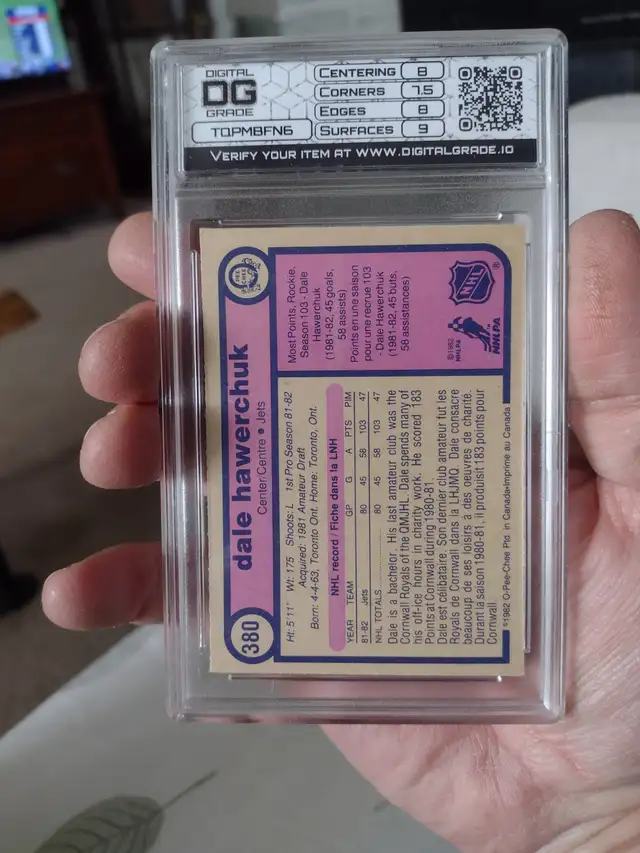 DIGITAL
DG
GRADE
TQPMBFN6
CENTERING 8
CORNERS 7.5
EDGES 8
SURFACES 9
VERIFY YOUR ITEM AT WWW.DIGITALGRADE.IO
380
dale hawerchuk
Center/Centre • Jets
O PEE CHEE
Ht: 5'11" Wt: 175 Shoots: L 1st Pro Season 81-82
Acquired: 1981 Amateur Draft
Born: 4-4-63, Toronto Ont. Home: Toronto, Ont.
NHL record / Fiche dans la LNH
YEAR TEAM GP G A PTS PIM
81-82 Jets 80 45 58 103 47
NHL TOTALS 80 45 58 103 47
Dale is a bachelor. His last amateur club was the
Cornwall Royals of the QMJHL. Dale spends many of
his off-ice hours in charity work. He scored 183
Points at Cornwall during 1980-81.
Dale est célibataire. Son dernier club amateur fut les
Royals de Cornwall dans la LHJMQ. Dale consacre
beaucoup de ses loisirs à des oeuvres de charité.
Durant la saison 1980-81, il produisit 183 points pour
Cornwall.
©1982 O-Pee-Chee Ptd. in Canada/Imprimé au Canada
Most Points, Rookie,
Season 103 - Dale
Hawerchuk
(1981-82, 45 goals,
58 assists)
Points en une saison
pour une recrue 103
- Dale Hawerchuk
(1981-82, 45 buts,
58 assistances)
©1982
NHLPA
NHLPA
NHL
®